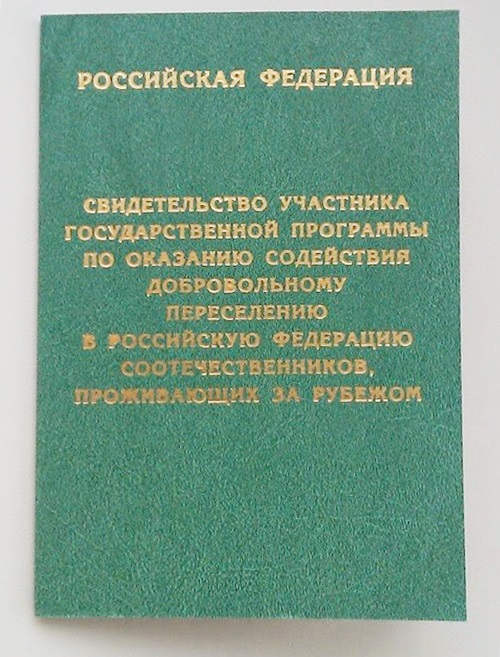 РОССИЙСКАЯ ФЕДЕРАЦИЯ
СВИДЕТЕЛЬСТВО УЧАСТНИКА
ГОСУДАРСТВЕННОЙ ПРОГРАММЫ
ПО ОКАЗАНИЮ СОДЕЙСТВИЯ
ДОБРОВОЛЬНОМУ
ПЕРЕСЕЛЕНИЮ
В РОССИЙСКУЮ ФЕДЕРАЦИЮ
СООТЕЧЕСТВЕННИКОВ,
ПРОЖИВАЮЩИХ ЗА РУБЕЖОМ